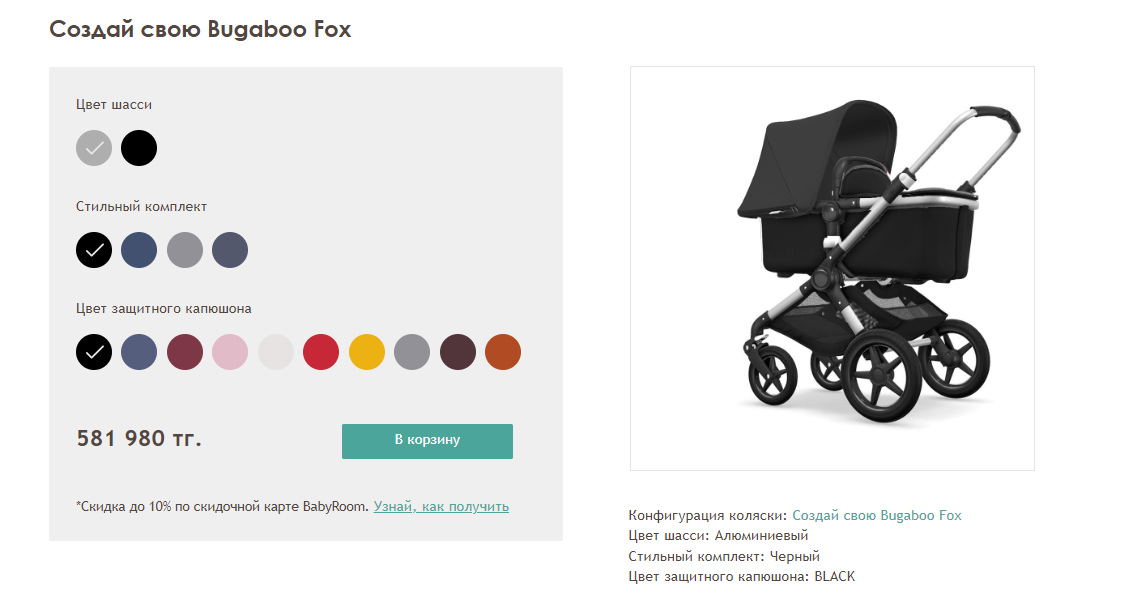 Создай свою Bugaboo Fox
Цвет шасси
Стильный комплект
Цвет защитного капюшона
581 980 тг.
В корзину
*Скидка до 10% по скидочной карте BabyRoom. Узнай, как получить
Конфигурация коляски: Создай свою Bugaboo Fox
Цвет шасси: Алюминиевый
Стильный комплект: Черный
Цвет защитного капюшона: BLACK